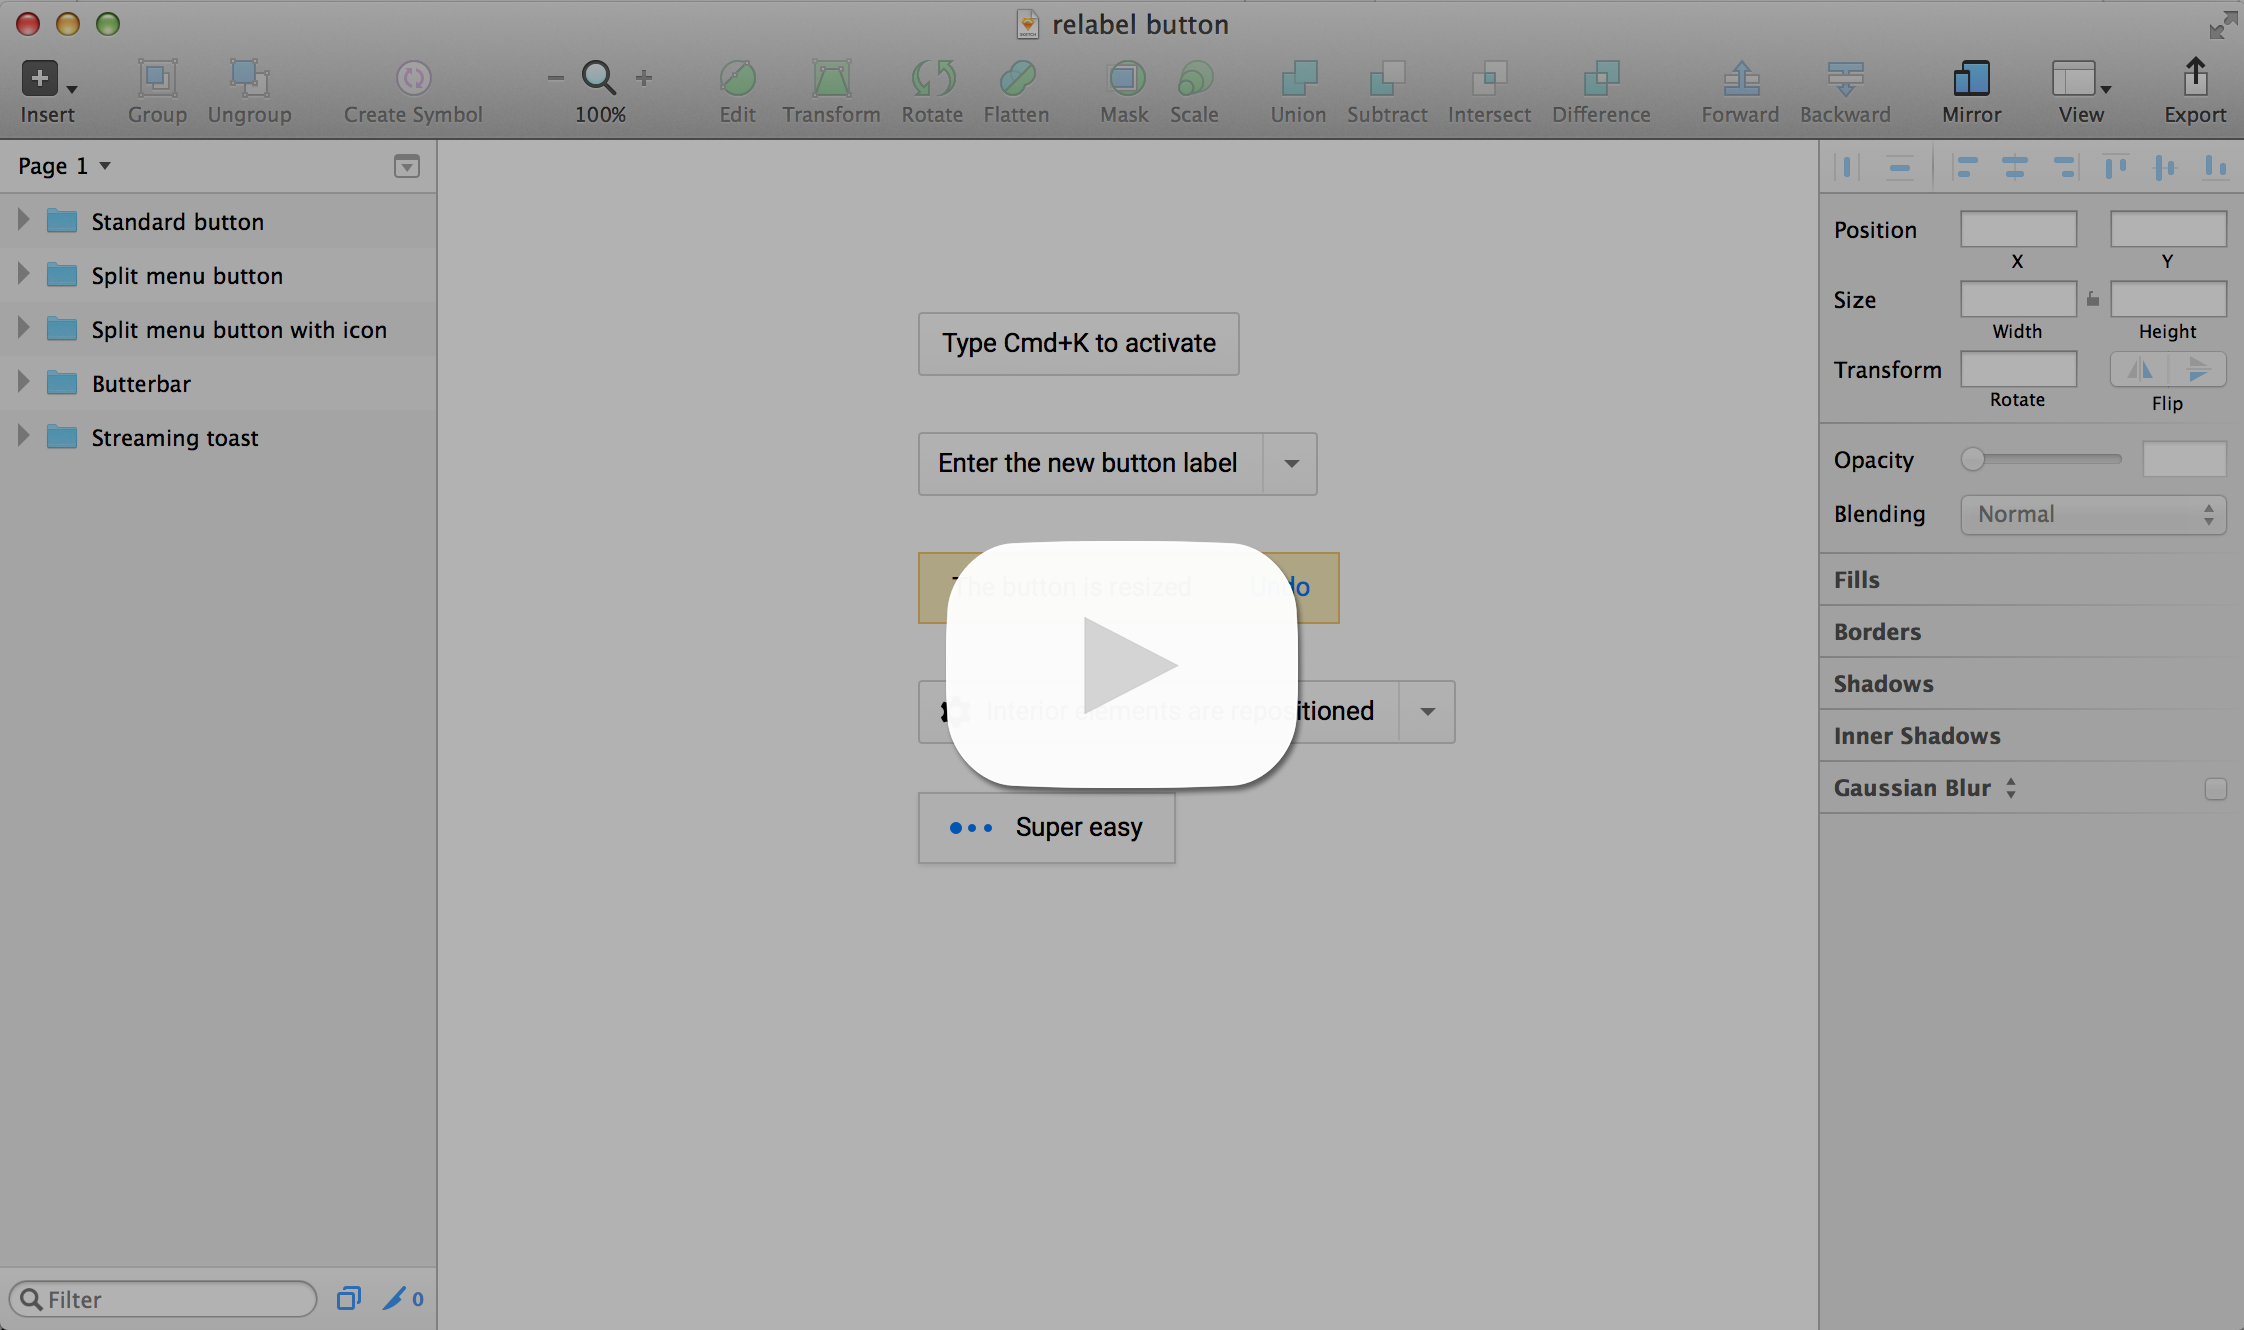 relabel button
Insert
Group
Ungroup
Create Symbol
100%
Edit
Transform
Rotate
Flatten
Mask
Scale
Union
Subtract
Intersect
Difference
Forward
Backward
Mirror
View
Export
Page 1
Standard button
Split menu button
Split menu button with icon
Butterbar
Streaming toast
Filter
0
Type Cmd+K to activate
Enter the new button label
The button is resized Undo
Interior elements are repositioned
Super easy
Position
X
Y
Size
Width
Height
Transform
Rotate
Flip
Opacity
Blending
Normal
Fills
Borders
Shadows
Inner Shadows
Gaussian Blur